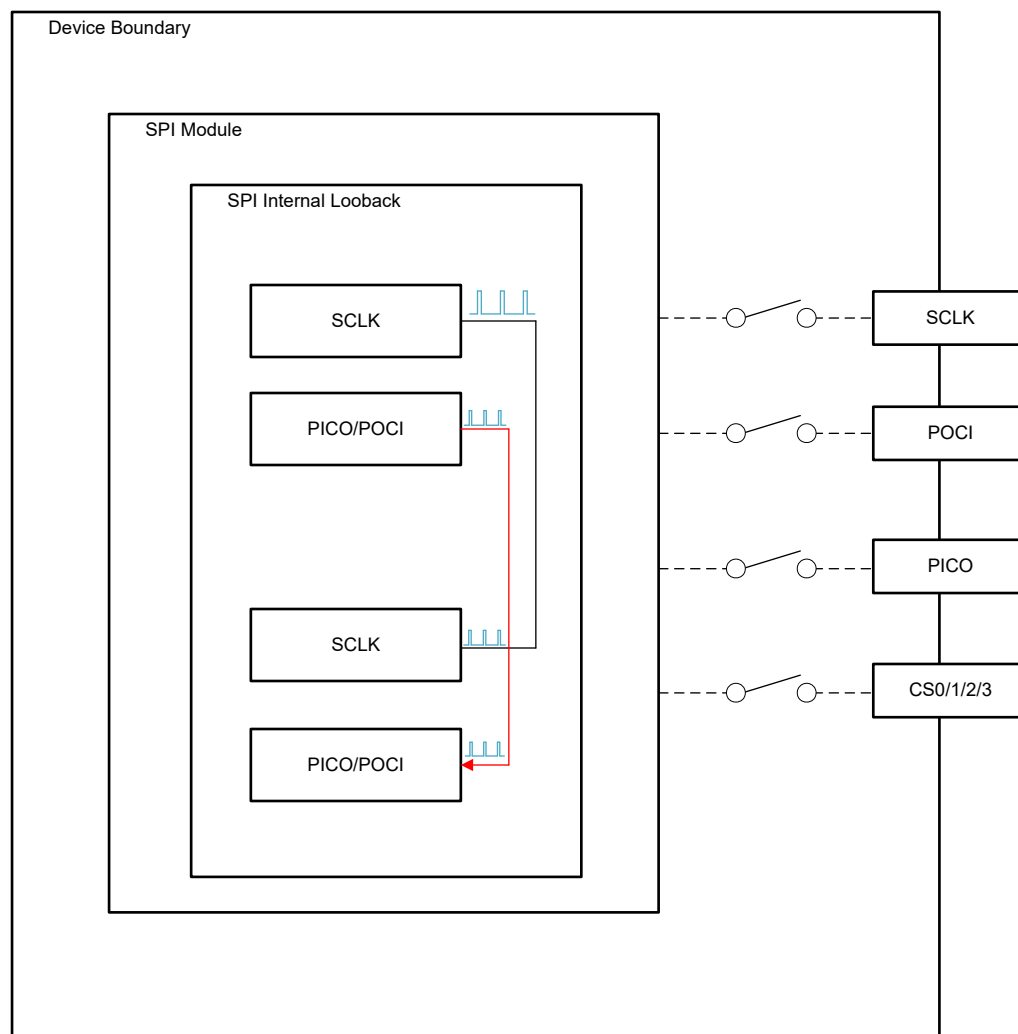 Device Boundary
SPI Module
SPI Internal Looback
SCLK
PICO/POCI
SCLK
PICO/POCI
SCLK
POCI
PICO
CS0/1/2/3